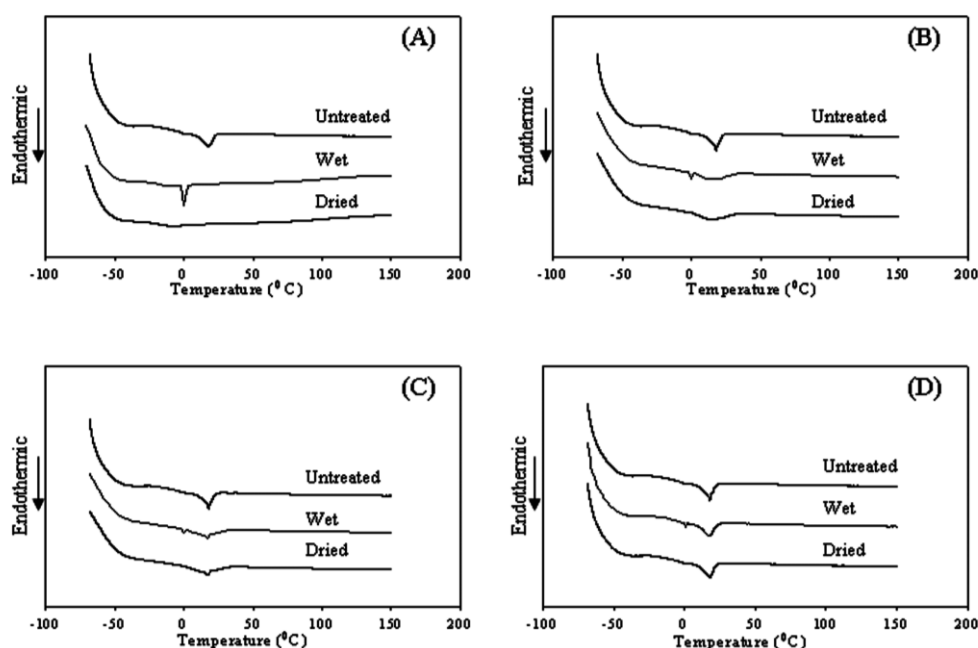 (A)
Endothermic
Untreated
Wet
Dried
-100 -50 0 50 100 150 200
Temperature (⁰C)
(B)
Endothermic
Untreated
Wet
Dried
-100 -50 0 50 100 150 200
Temperature (⁰C)
(C)
Endothermic
Untreated
Wet
Dried
-100 -50 0 50 100 150 200
Temperature (⁰C)
(D)
Endothermic
Untreated
Wet
Dried
-100 -50 0 50 100 150 200
Temperature (⁰C)